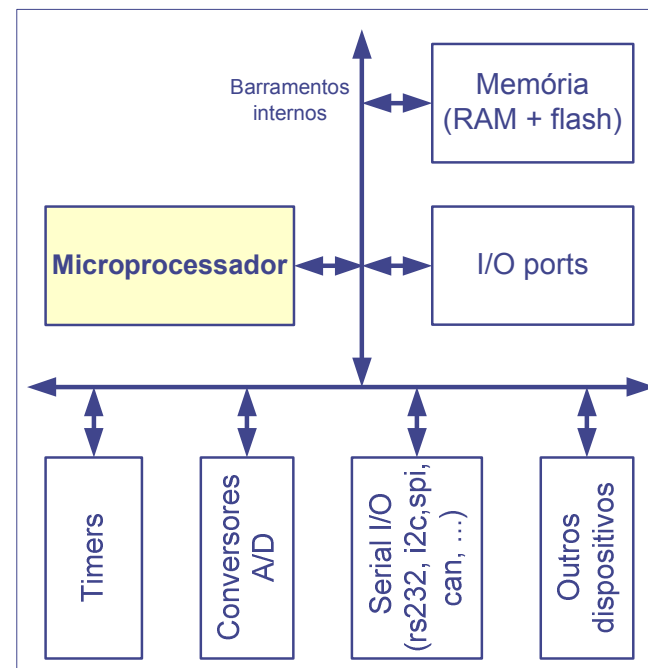 Barramentos
internos
Memória
(RAM + flash)
Microprocessador
I/O ports
Timers
Conversores
A/D
Serial I/O
(rs232, i2c,spi,
can, ...)
Outros
dispositivos